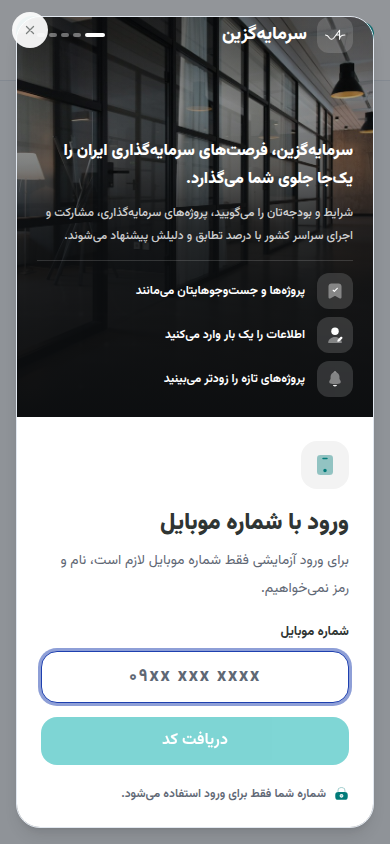 سرمایه‌گزین
سرمایه‌گزین، فرصت‌های سرمایه‌گذاری ایران را
یک‌جا جلوی شما می‌گذارد.
شرایط و بودجه‌تان را می‌گویید، پروژه‌های سرمایه‌گذاری، مشارکت و
اجرای سراسر کشور با درصد تطابق و دلیلش پیشنهاد می‌شوند.
پروژه‌ها و جست‌وجوهایتان می‌مانند
اطلاعات را یک بار وارد می‌کنید
پروژه‌های تازه را زودتر می‌بینید
ورود با شماره موبایل
برای ورود آزمایشی فقط شماره موبایل لازم است، نام و
رمز نمی‌خواهیم.
شماره موبایل
۰۹xx xxx xxxx
دریافت کد
شماره شما فقط برای ورود استفاده می‌شود.